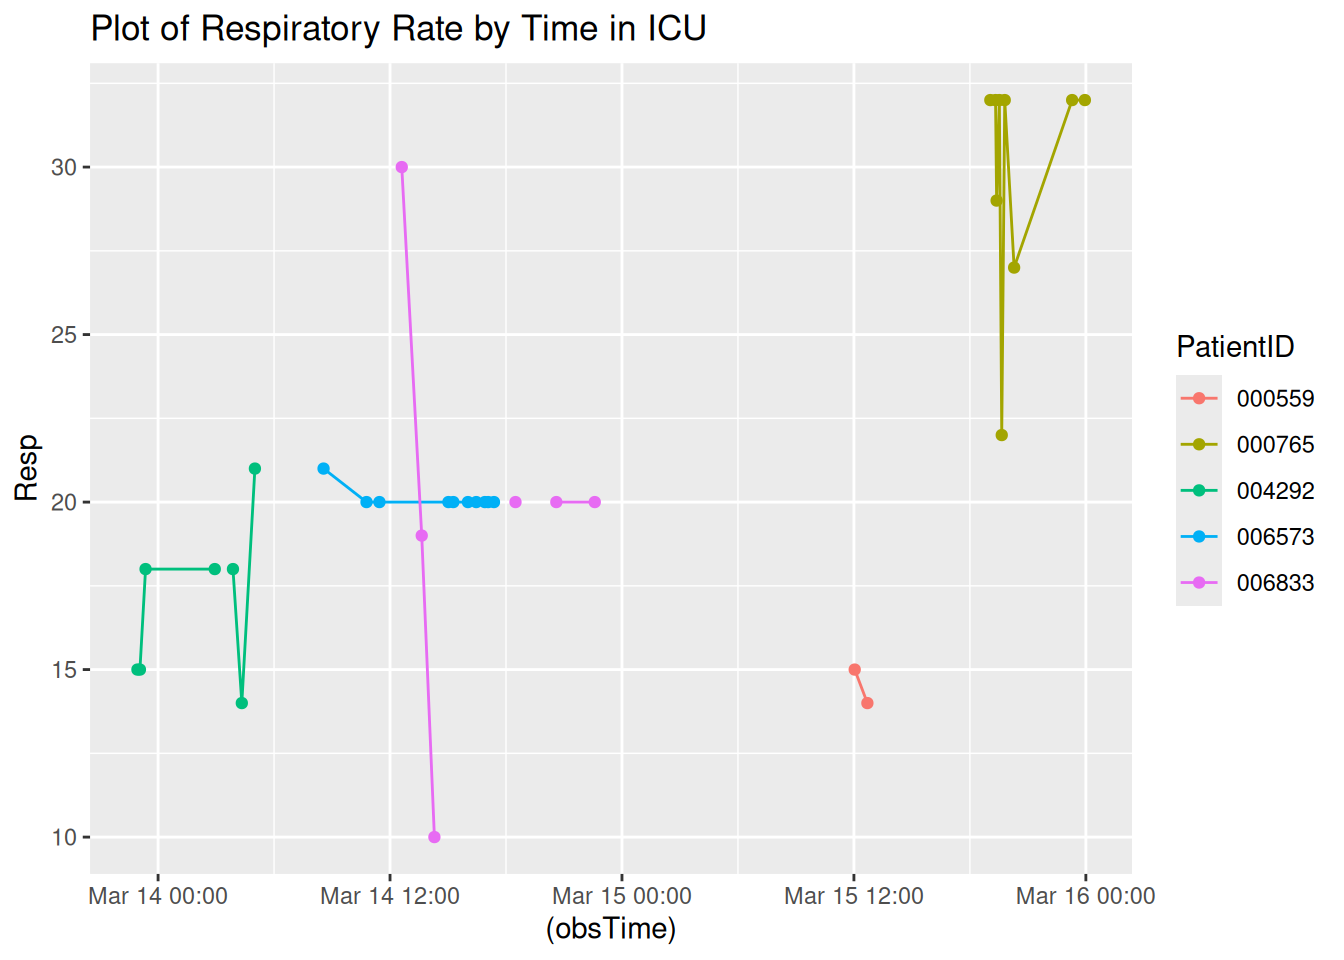 Plot of Respiratory Rate by Time in ICU
30
25
20
15
10
Resp
Mar 14 00:00
Mar 14 12:00
Mar 15 00:00
Mar 15 12:00
Mar 16 00:00
(obsTime)
PatientID
000559
000765
004292
006573
006833